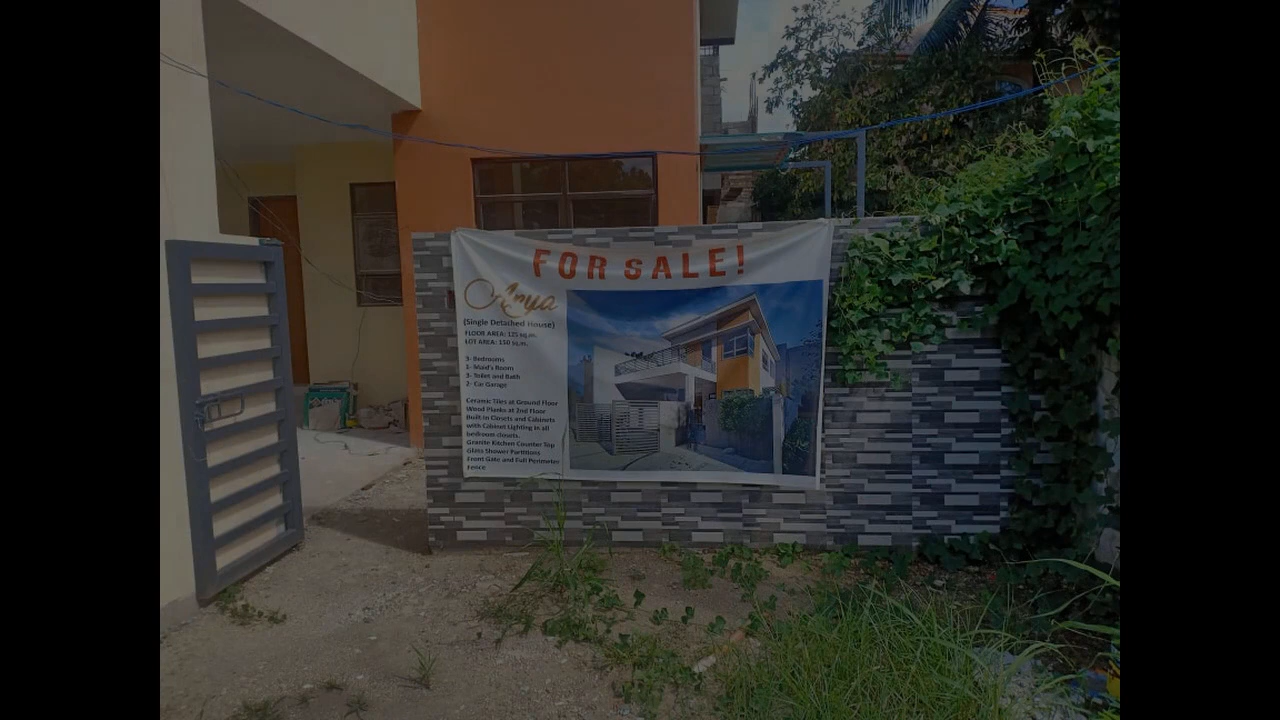 FOR SALE!
Arya
(Single Detached House)
FLOOR AREA: 125 sq.m.
LOT AREA: 150 sq.m.
3- Bedrooms
1- Maid's Room
3- Toilet and Bath
2- Car Garage
Ceramic Tiles at Ground Floor
Wood Planks at 2nd Floor
Built in Closets and Cabinets
with Cabinet Lighting in all
bedroom closets.
Granite Kitchen Counter Top
Glass Shower Partitions
Front Gate and Full Perimeter
Fence